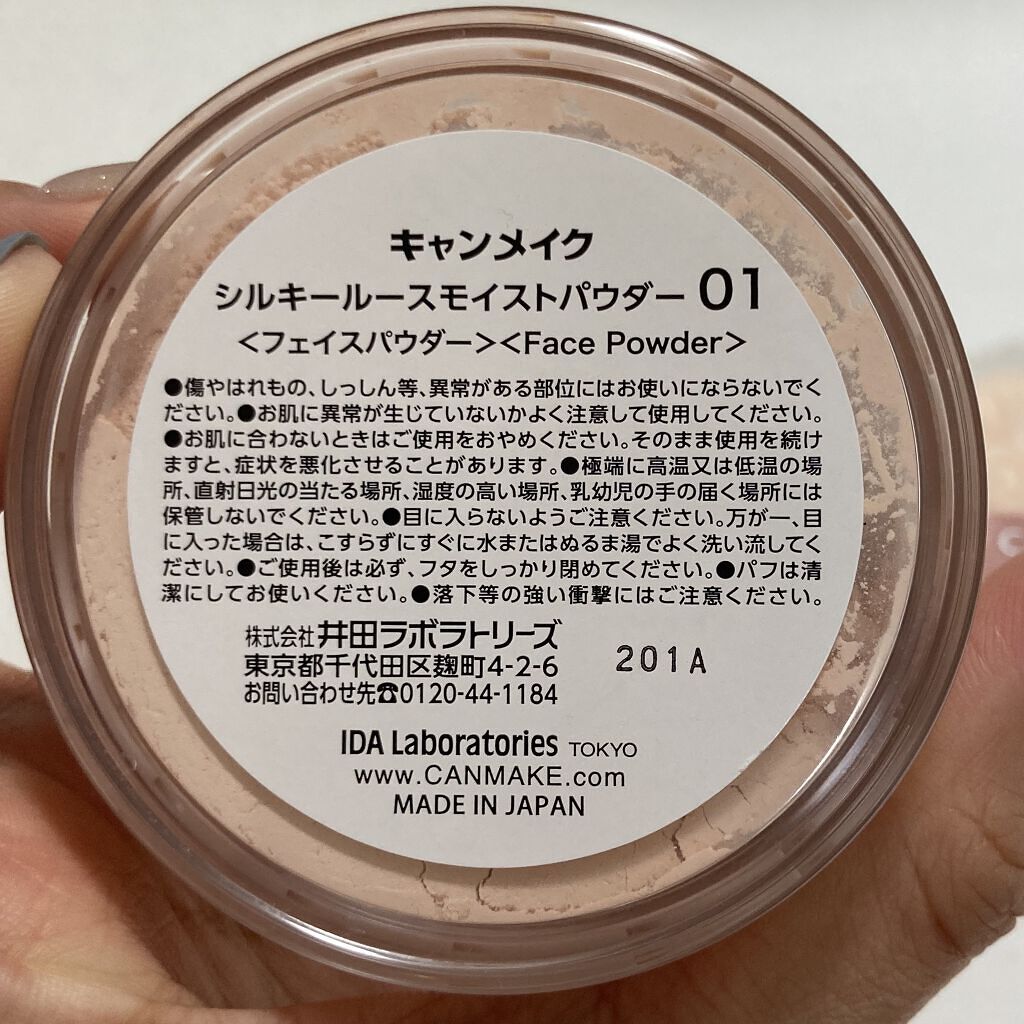 キャンメイク
シルキールースモイストパウダー 01
<フェイスパウダー><Face Powder>
●傷やはれもの、しっしん等、異常がある部位にはお使いにならないでく
ださい。●お肌に異常が生じていないかよく注意して使用してください。
●お肌に合わないときはご使用をおやめください。そのまま使用を続け
ますと、症状を悪化させることがあります。●極端に高温又は低温の場
所、直射日光の当たる場所、湿度の高い場所、乳幼児の手の届く場所には
保管しないでください。●目に入らないようご注意ください。万が一、目
に入った場合は、こすらずにすぐに水またはぬるま湯でよく洗い流してく
ださい。●ご使用後は必ず、フタをしっかり閉めてください。●パフは清
潔にしてお使いください。●落下等の強い衝撃にはご注意ください。
株式会社 井田ラボラトリーズ
東京都千代田区麹町4-2-6
お問い合わせ先☎0120-44-1184
201A
IDA Laboratories TOKYO
www.CANMAKE.com
MADE IN JAPAN